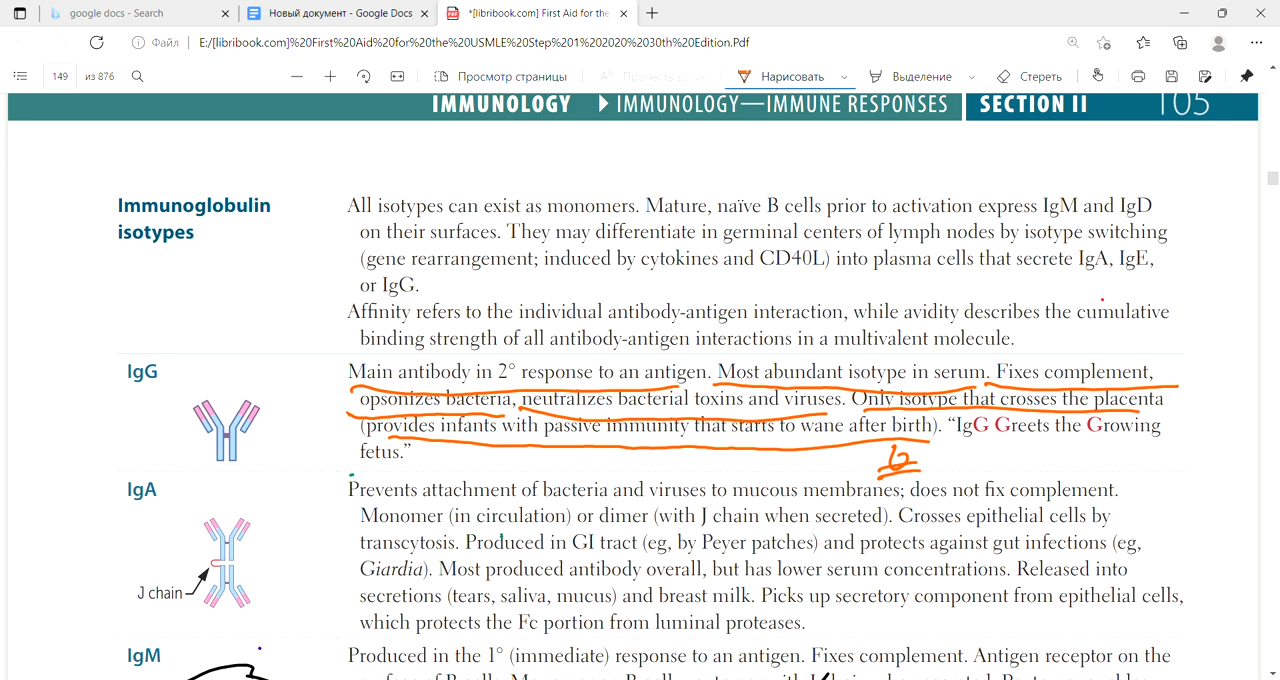 google docs - Search
Новый документ - Google Docs
*[libribook.com] First Aid for the
Файл
E:/[libribook.com]%20First%20Aid%20for%20the%20USMLE%20Step%201%202020%2030th%20Edition.Pdf
149 из 876
Просмотр страницы
Нарисовать
Выделение
Стереть
IMMUNOLOGY ▶ IMMUNOLOGY—IMMUNE RESPONSES SECTION II 105
Immunoglobulin
isotypes
All isotypes can exist as monomers. Mature, naïve B cells prior to activation express IgM and IgD
on their surfaces. They may differentiate in germinal centers of lymph nodes by isotype switching
(gene rearrangement; induced by cytokines and CD40L) into plasma cells that secrete IgA, IgE,
or IgG.
Affinity refers to the individual antibody-antigen interaction, while avidity describes the cumulative
binding strength of all antibody-antigen interactions in a multivalent molecule.
IgG
Main antibody in 2° response to an antigen. Most abundant isotype in serum. Fixes complement,
opsonizes bacteria, neutralizes bacterial toxins and viruses. Only isotype that crosses the placenta
(provides infants with passive immunity that starts to wane after birth). “IgG Greets the Growing
fetus.”
IgA
Prevents attachment of bacteria and viruses to mucous membranes; does not fix complement.
Monomer (in circulation) or dimer (with J chain when secreted). Crosses epithelial cells by
transcytosis. Produced in GI tract (eg, by Peyer patches) and protects against gut infections (eg,
Giardia). Most produced antibody overall, but has lower serum concentrations. Released into
secretions (tears, saliva, mucus) and breast milk. Picks up secretory component from epithelial cells,
which protects the Fc portion from luminal proteases.
J chain
IgM
Produced in the 1° (immediate) response to an antigen. Fixes complement. Antigen receptor on the